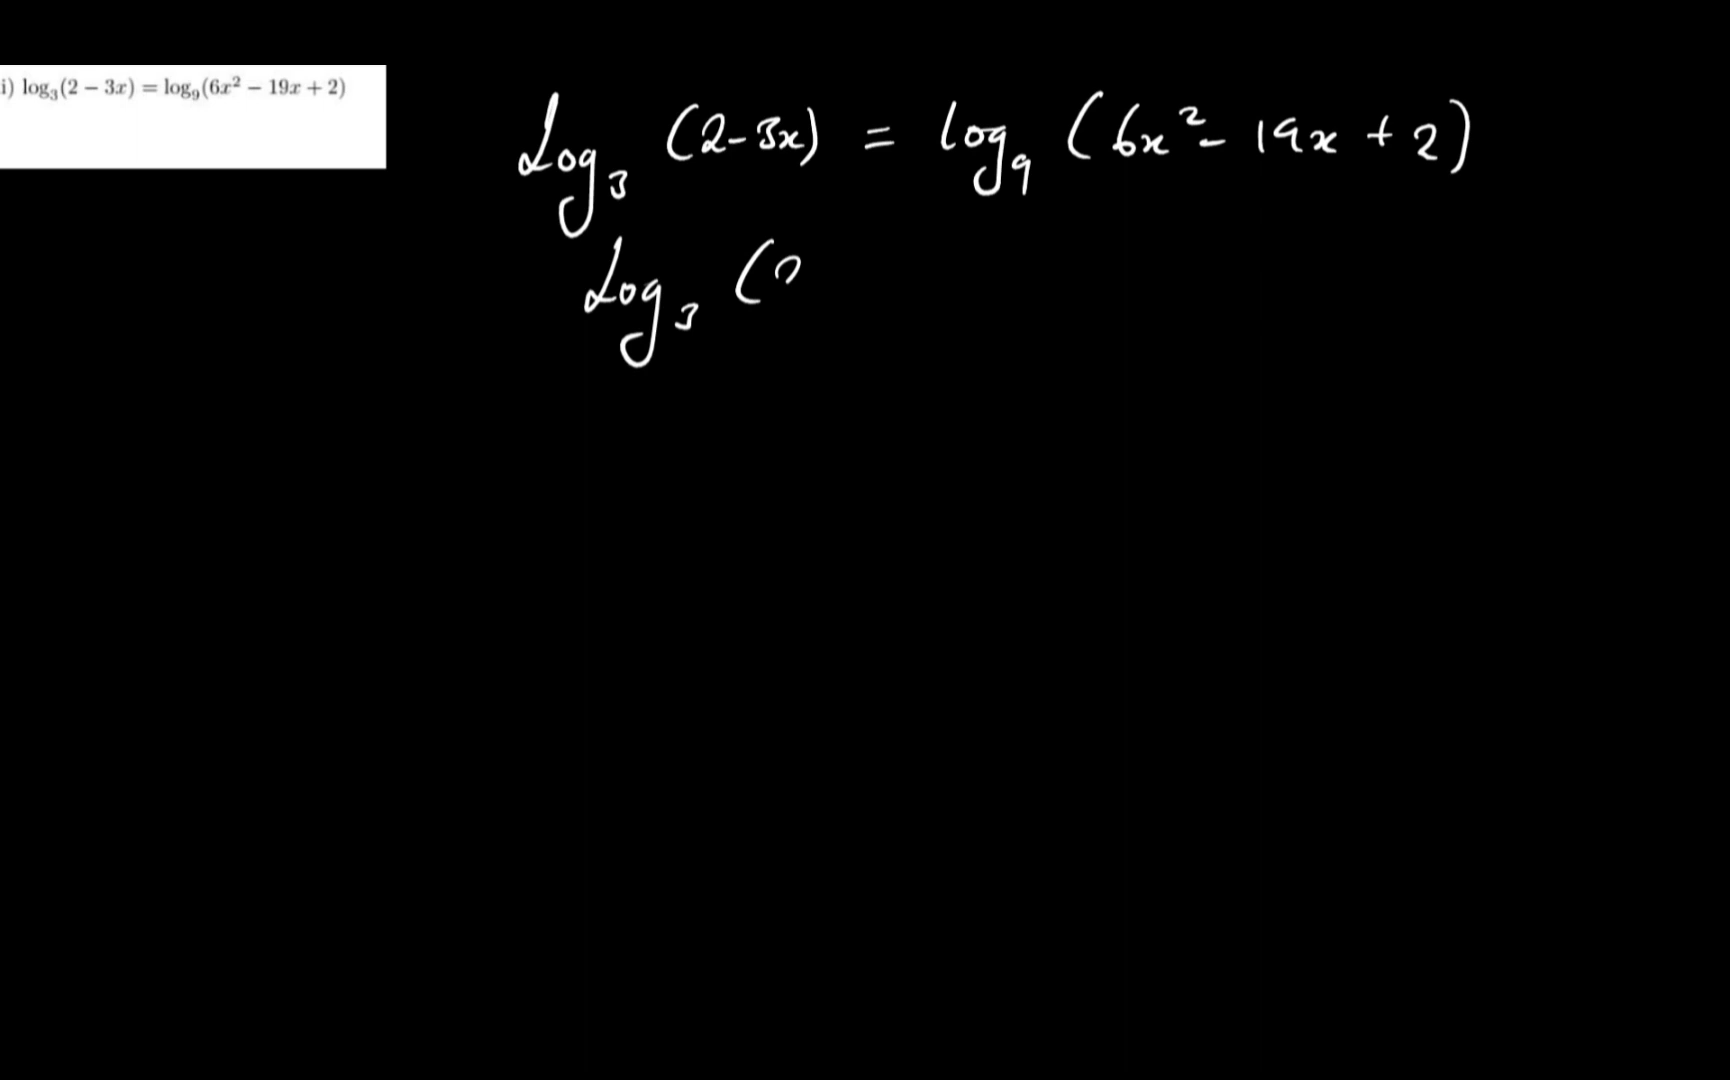 i) log₃(2 − 3x) = log₉(6x² − 19x + 2)
Log₃ (2-3x) = log₉ (6x² - 19x + 2)
Log₃ (